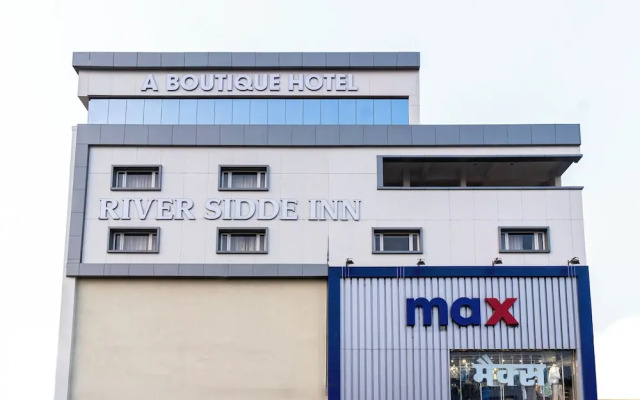 A BOUTIQUE HOTEL
RIVER SIDDE INN
max
मैक्स